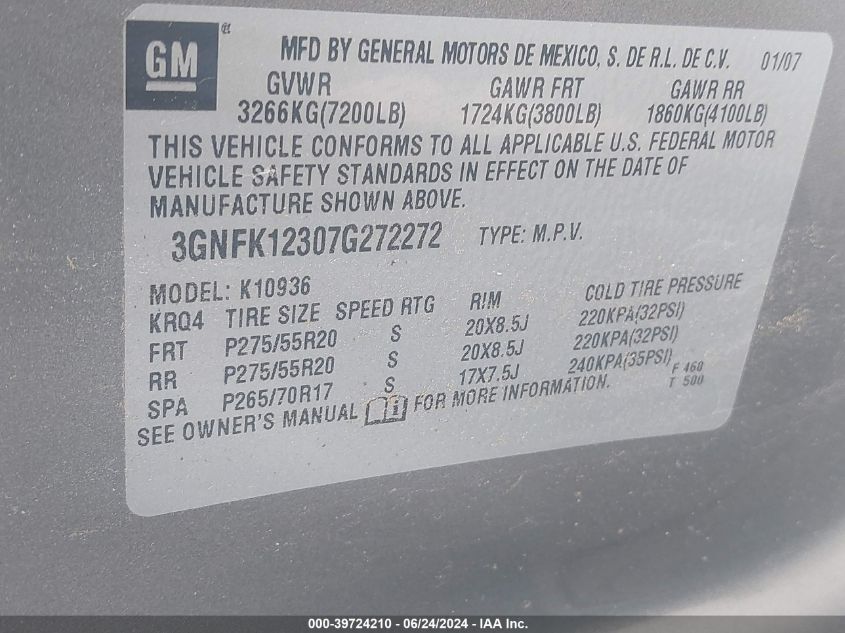 GM ®
MFD BY GENERAL MOTORS DE MEXICO, S. DE R.L. DE C.V. 01/07
GVWR GAWR FRT GAWR RR
3266KG(7200LB) 1724KG(3800LB) 1860KG(4100LB)
THIS VEHICLE CONFORMS TO ALL APPLICABLE U.S. FEDERAL MOTOR
VEHICLE SAFETY STANDARDS IN EFFECT ON THE DATE OF
MANUFACTURE SHOWN ABOVE.
3GNFK12307G272272 TYPE: M.P.V.
MODEL: K10936
KRQ4 TIRE SIZE SPEED RTG RIM COLD TIRE PRESSURE
FRT P275/55R20 S 20X8.5J 220KPA(32PSI)
RR P275/55R20 S 20X8.5J 220KPA(32PSI)
SPA P265/70R17 S 17X7.5J 240KPA(35PSI)
SEE OWNER'S MANUAL FOR MORE INFORMATION.
F 460
T 500
000-39724210 - 06/24/2024 - IAA Inc.